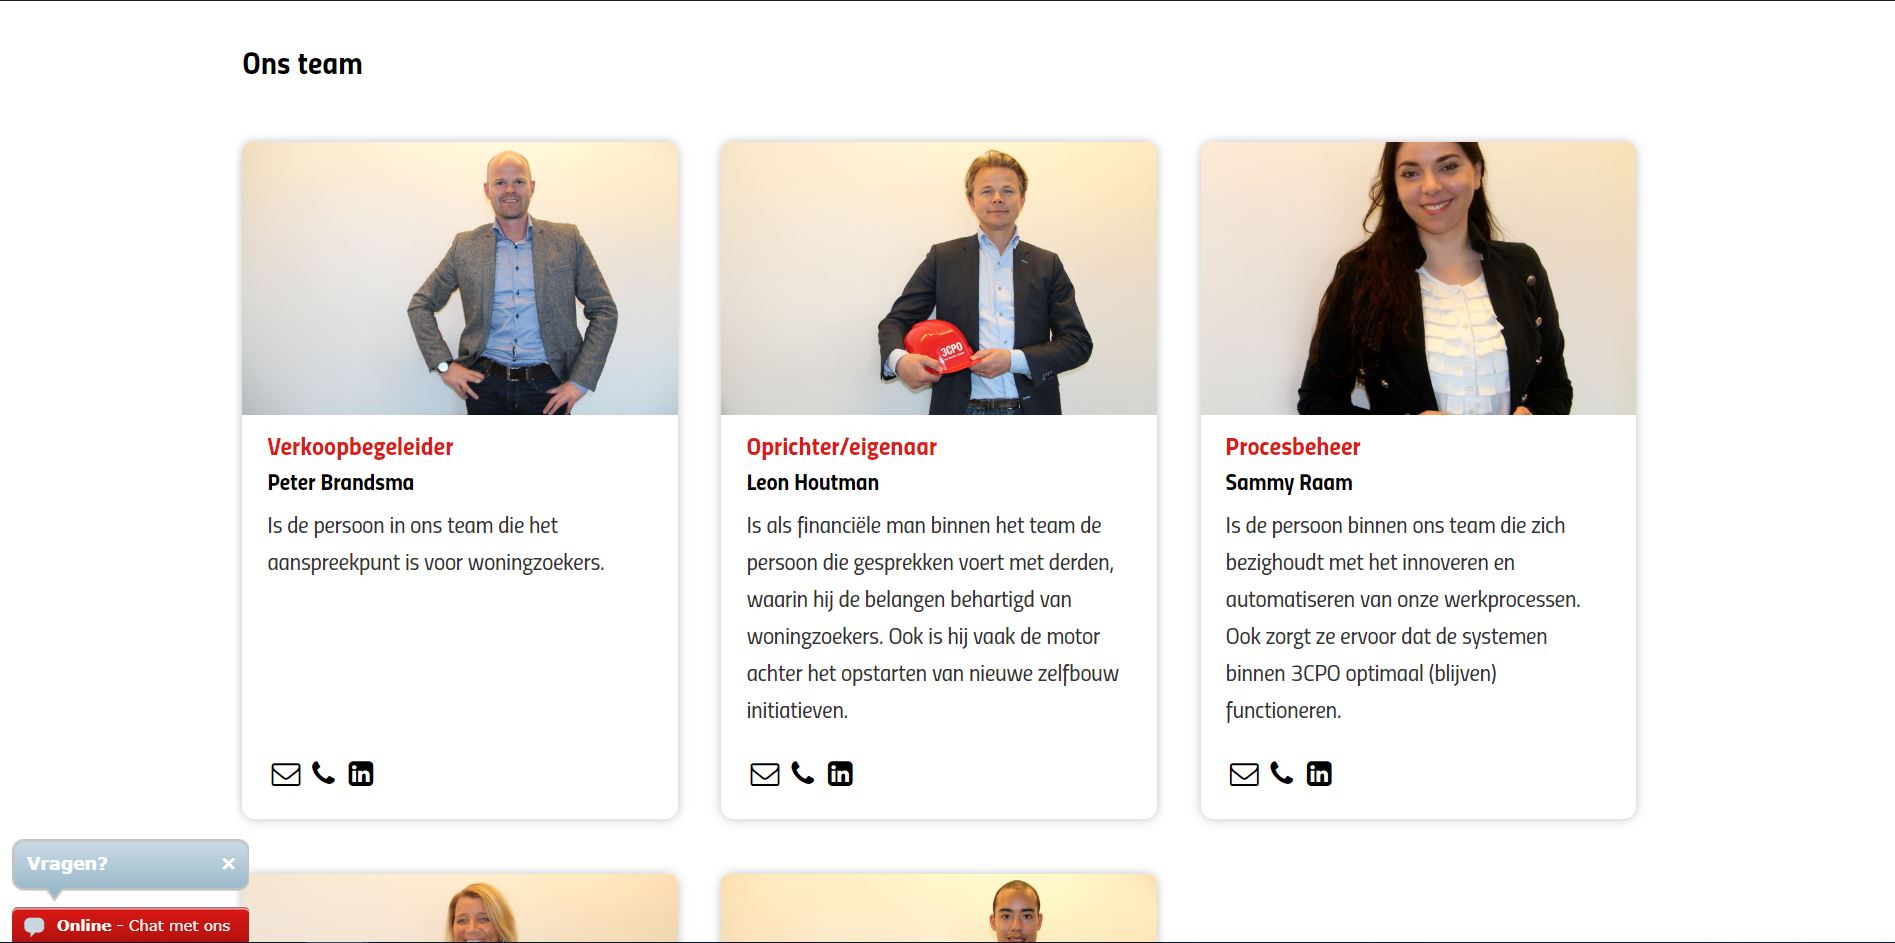 Ons team
3CPO
Verkoopbegeleider
Peter Brandsma
Is de persoon in ons team die het
aanspreekpunt is voor woningzoekers.
Oprichter/eigenaar
Leon Houtman
Is als financiële man binnen het team de
persoon die gesprekken voert met derden,
waarin hij de belangen behartigd van
woningzoekers. Ook is hij vaak de motor
achter het opstarten van nieuwe zelfbouw
initiatieven.
Procesbeheer
Sammy Raam
Is de persoon binnen ons team die zich
bezighoudt met het innoveren en
automatiseren van onze werkprocessen.
Ook zorgt ze ervoor dat de systemen
binnen 3CPO optimaal (blijven)
functioneren.
in
in
in
Vragen? ×
Online - Chat met ons